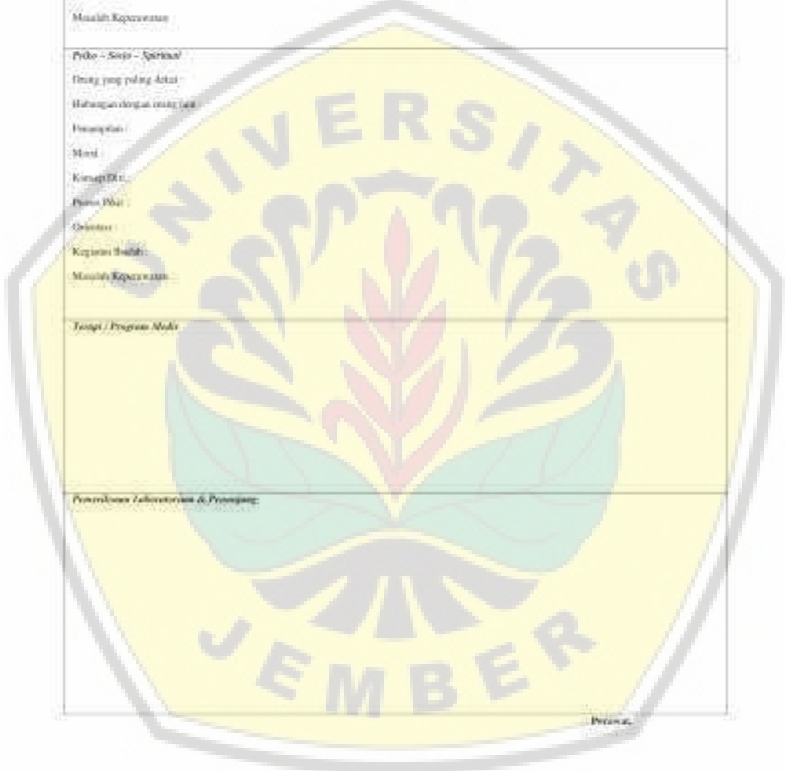 Masalah Keperawatan
Psiko – Sosio – Spiritual
Orang yang paling dekat :
Hubungan dengan orang lain :
Penampilan :
Mood :
Konsep Diri :
Proses Pikir :
Orientasi :
Kegiatan Ibadah :
Masalah Keperawatan :
Terapi / Program Medis
Pemeriksaan Laboratorium & Penunjang
Perawat,
UNIVERSITAS
JEMBER